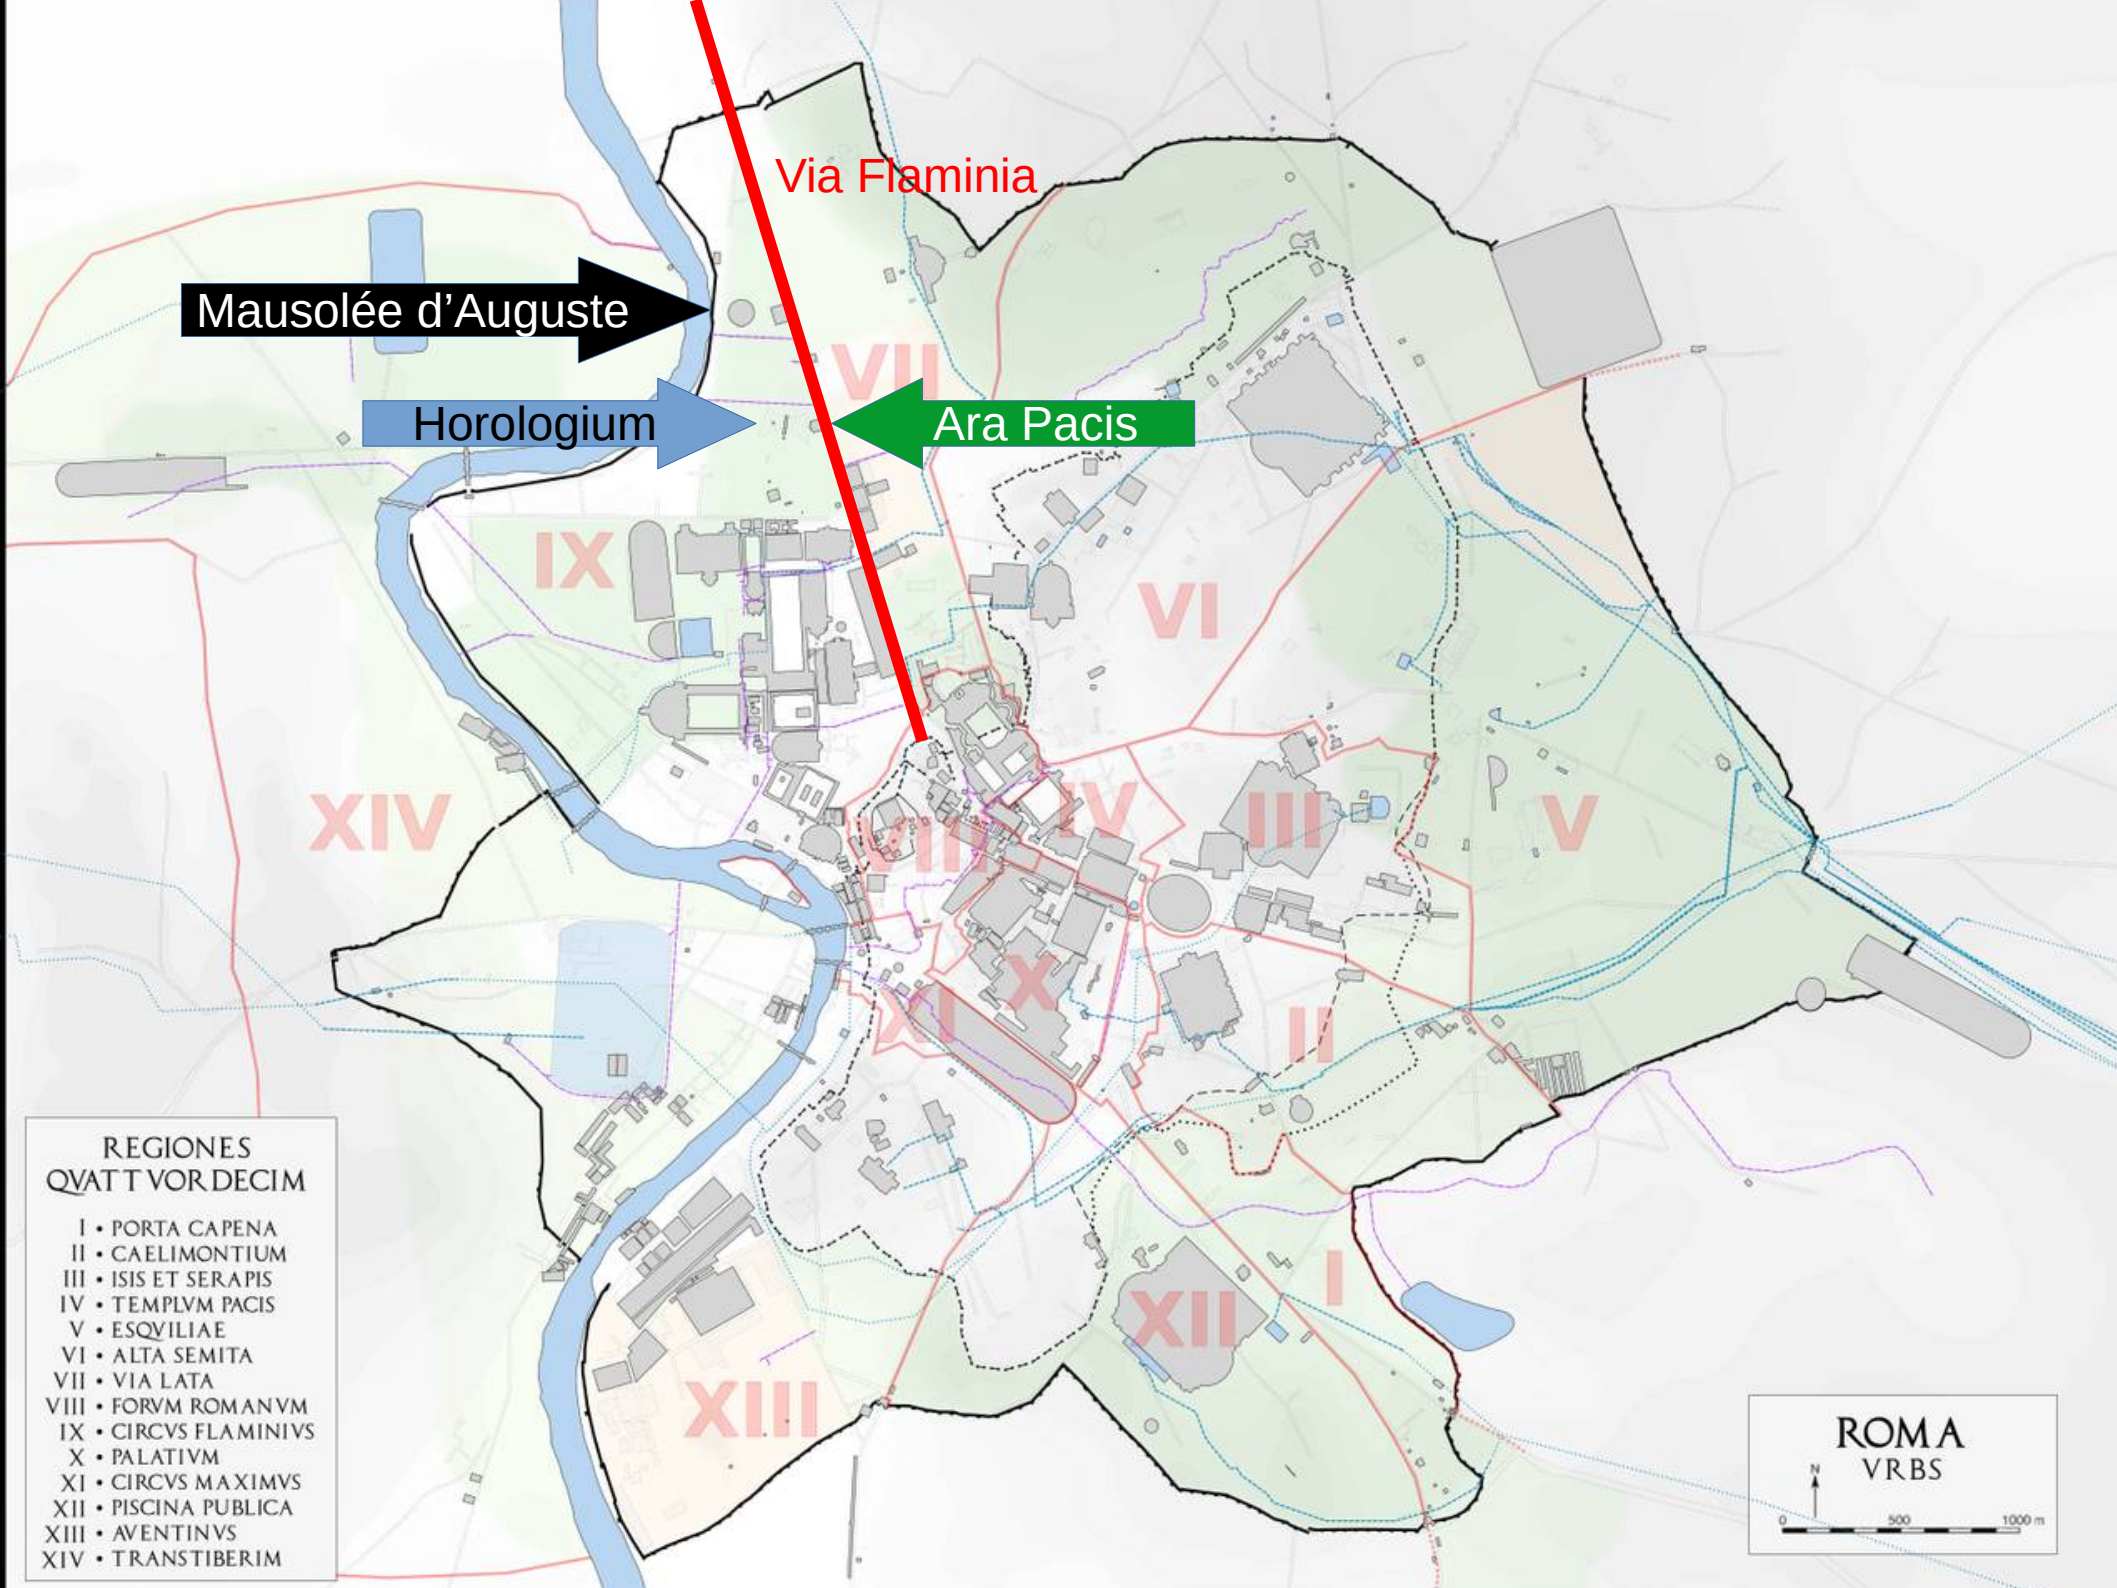 Via Flaminia
Mausolée d’Auguste
VII
Horologium
Ara Pacis
IX
VI
XIV
VIII
IV
III
V
X
XI
II
I
XII
XIII
REGIONES
QVATTVORDECIM
I • PORTA CAPENA
II • CAELIMONTIUM
III • ISIS ET SERAPIS
IV • TEMPLVM PACIS
V • ESQVILIAE
VI • ALTA SEMITA
VII • VIA LATA
VIII • FORVM ROMANVM
IX • CIRCVS FLAMINIVS
X • PALATIVM
XI • CIRCVS MAXIMVS
XII • PISCINA PUBLICA
XIII • AVENTINVS
XIV • TRANSTIBERIM
ROMA
VRBS
N
0 500 1000 m